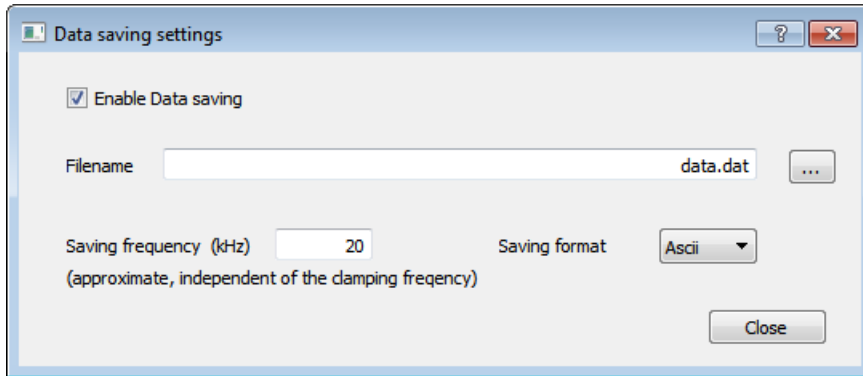 Data saving settings
Enable Data saving
Filename data.dat ...
Saving frequency (kHz) 20 Saving format Ascii
(approximate, independent of the clamping freqency)
Close